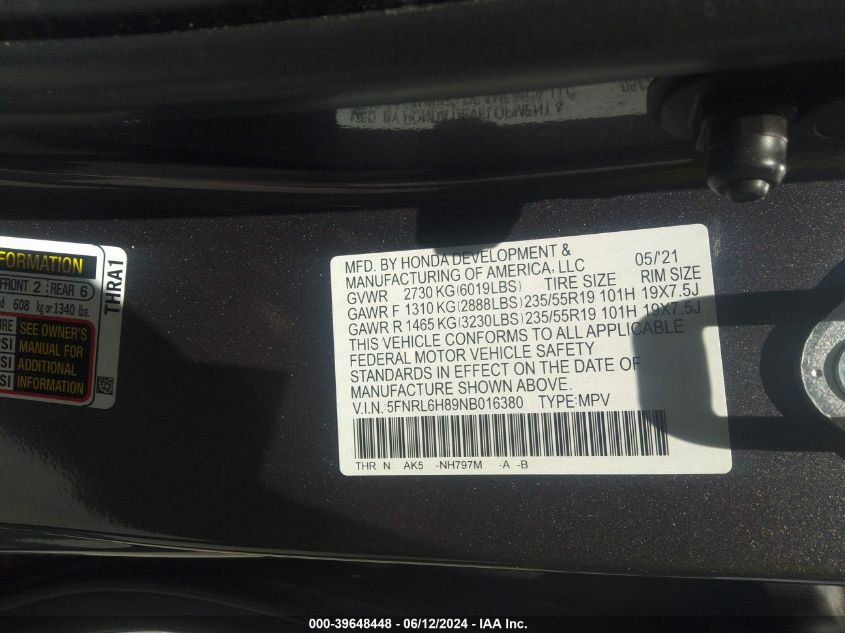 MFD. BY HONDA DEVELOPMENT &
FORMATION
FRONT 2 REAR 6
608 kg or 1340 lbs.
SEE OWNER'S
MANUAL FOR
ADDITIONAL
INFORMATION
THRA1
MFD. BY HONDA DEVELOPMENT & 05/'21
MANUFACTURING OF AMERICA, LLC
GVWR 2730 KG(6019LBS) TIRE SIZE RIM SIZE
GAWR F 1310 KG(2888LBS) 235/55R19 101H 19X7.5J
GAWR R 1465 KG(3230LBS) 235/55R19 101H 19X7.5J
THIS VEHICLE CONFORMS TO ALL APPLICABLE
FEDERAL MOTOR VEHICLE SAFETY
STANDARDS IN EFFECT ON THE DATE OF
MANUFACTURE SHOWN ABOVE.
V.I.N.:5FNRL6H89NB016380 TYPE:MPV
THR N AK5 -NH797M -A -B
000-39648448 - 06/12/2024 - IAA Inc.